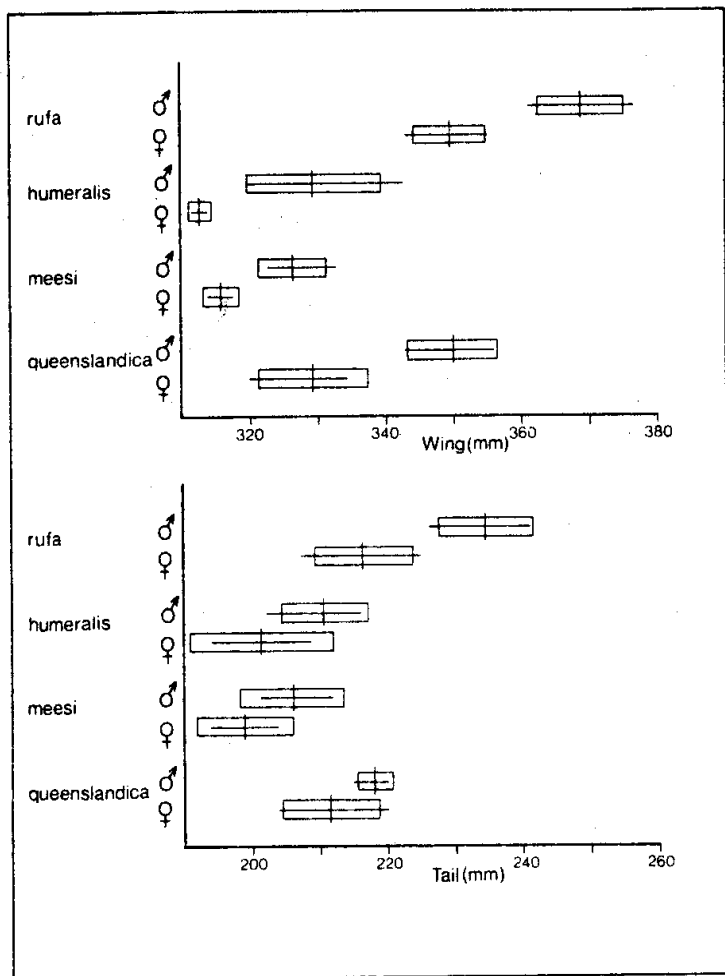 rufa ♂
♀
humeralis ♂
♀
meesi ♂
♀
queenslandica ♂
♀
320 340 360 380
Wing (mm)
rufa ♂
♀
humeralis ♂
♀
meesi ♂
♀
queenslandica ♂
♀
200 220 240 260
Tail (mm)